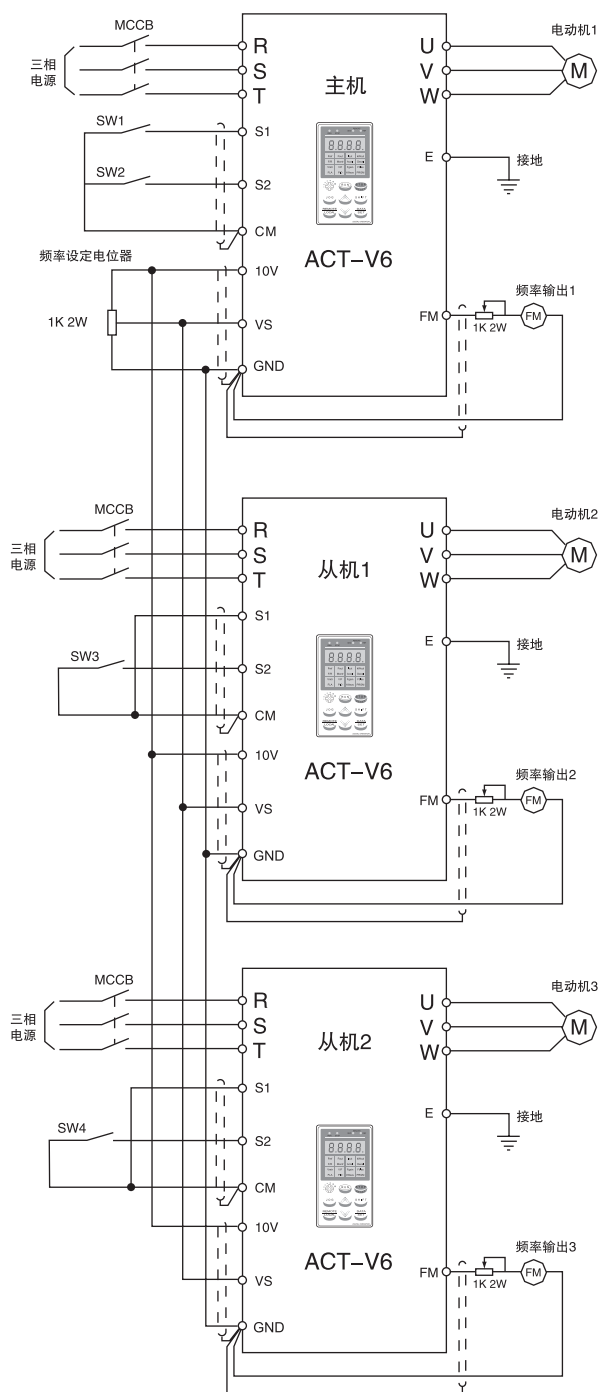 MCCB
三相
电源
R
S
T
主机
U
V
W
电动机1
M
SW1
S1
SW2
S2
CM
E
接地
频率设定电位器
ACT-V6
10V
1K 2W
VS
GND
FM
1K 2W
频率输出1
FM
MCCB
三相
电源
R
S
T
从机1
U
V
W
电动机2
M
S1
SW3
S2
CM
E
接地
10V
ACT-V6
VS
GND
FM
1K 2W
频率输出2
FM
MCCB
三相
电源
R
S
T
从机2
U
V
W
电动机3
M
S1
SW4
S2
CM
E
接地
10V
ACT-V6
VS
GND
FM
1K 2W
频率输出3
FM